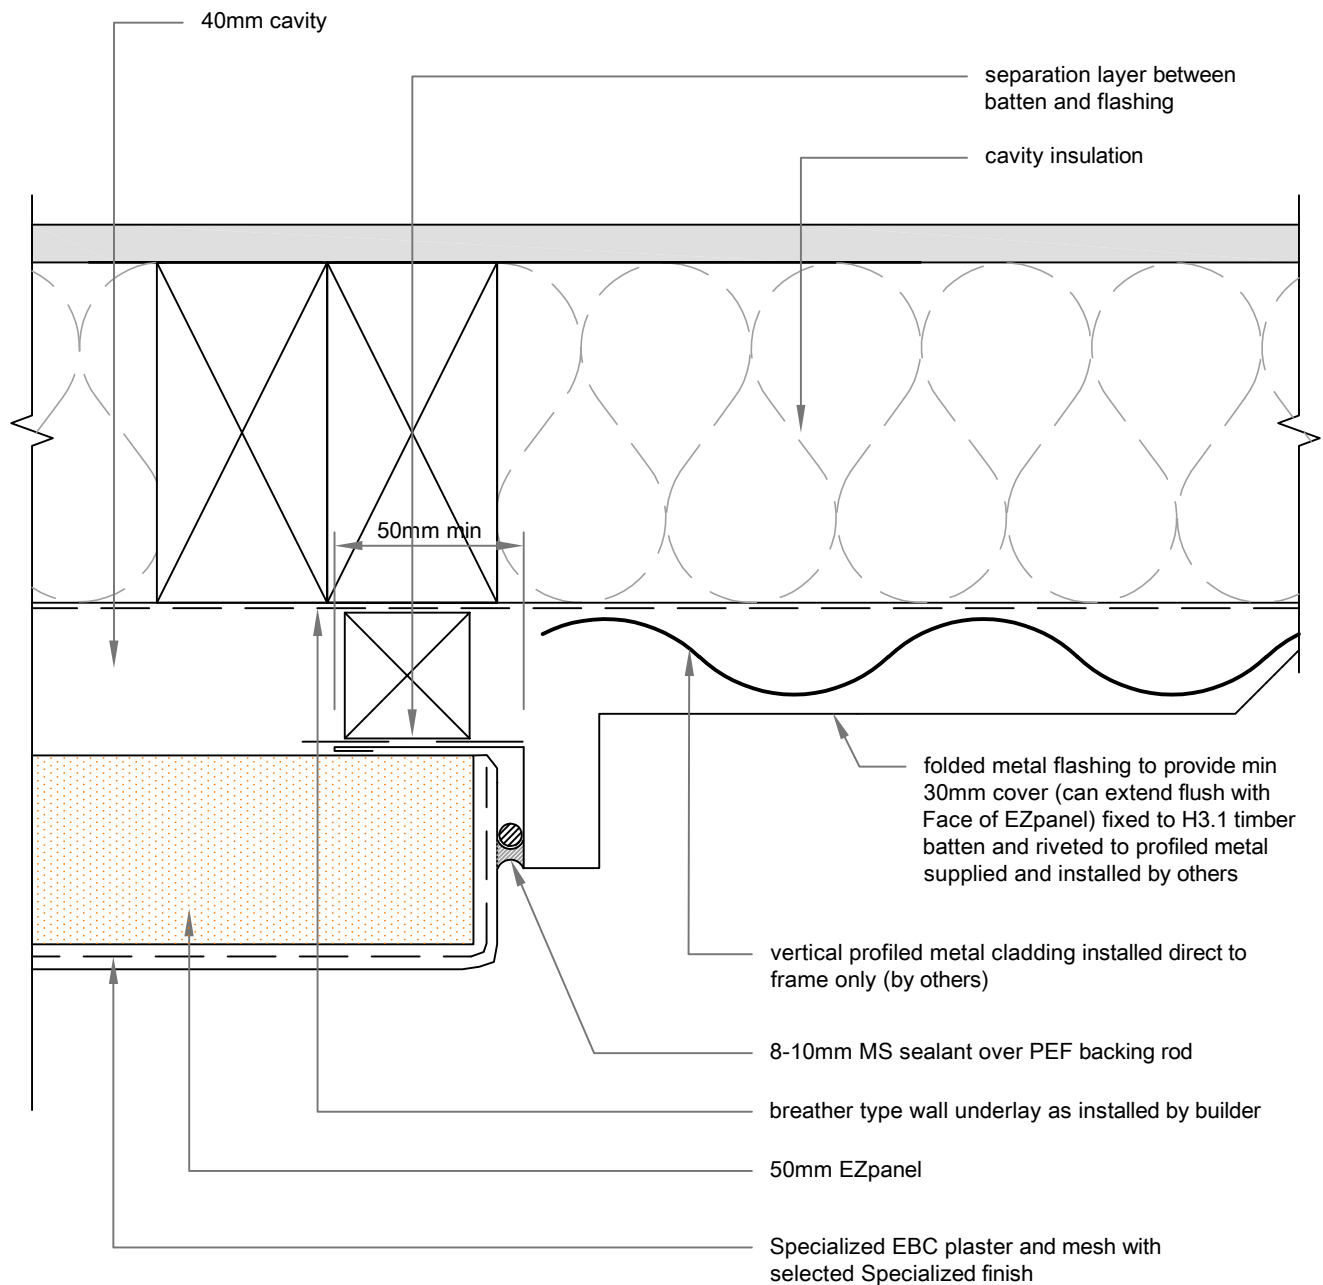 40mm cavity
separation layer between
batten and flashing
cavity insulation
50mm min
folded metal flashing to provide min
30mm cover (can extend flush with
Face of EZpanel) fixed to H3.1 timber
batten and riveted to profiled metal
supplied and installed by others
vertical profiled metal cladding installed direct to
frame only (by others)
8-10mm MS sealant over PEF backing rod
breather type wall underlay as installed by builder
50mm EZpanel
Specialized EBC plaster and mesh with
selected Specialized finish